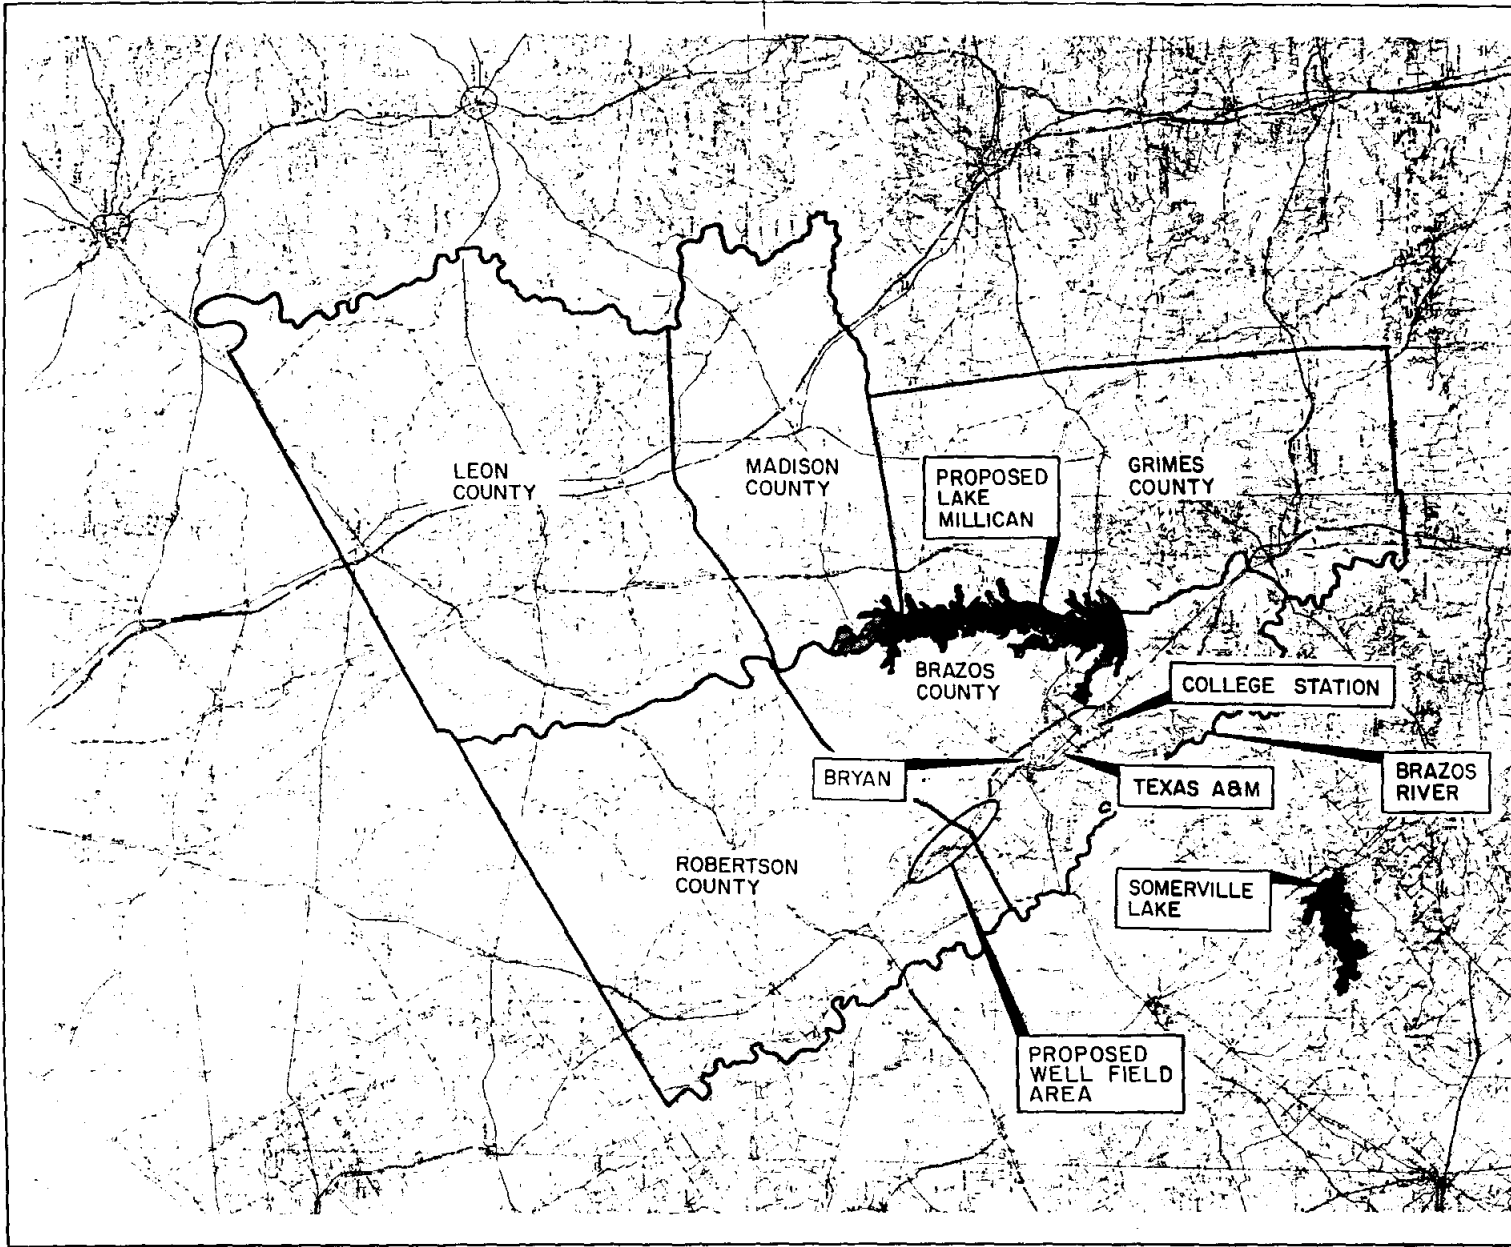 LEON
COUNTY
MADISON
COUNTY
PROPOSED
LAKE
MILLICAN
GRIMES
COUNTY
BRAZOS
COUNTY
COLLEGE STATION
BRYAN
TEXAS A&M
BRAZOS
RIVER
ROBERTSON
COUNTY
SOMERVILLE
LAKE
PROPOSED
WELL FIELD
AREA